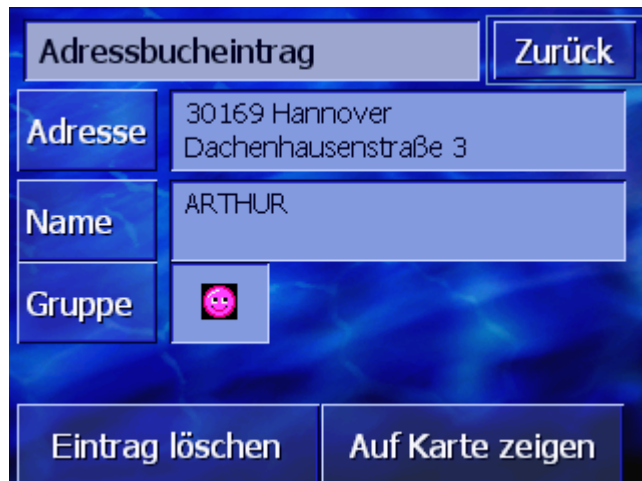 Adressbucheintrag
Zurück
Adresse
30169 Hannover
Dachenhausenstraße 3
Name
ARTHUR
Gruppe
Eintrag löschen
Auf Karte zeigen